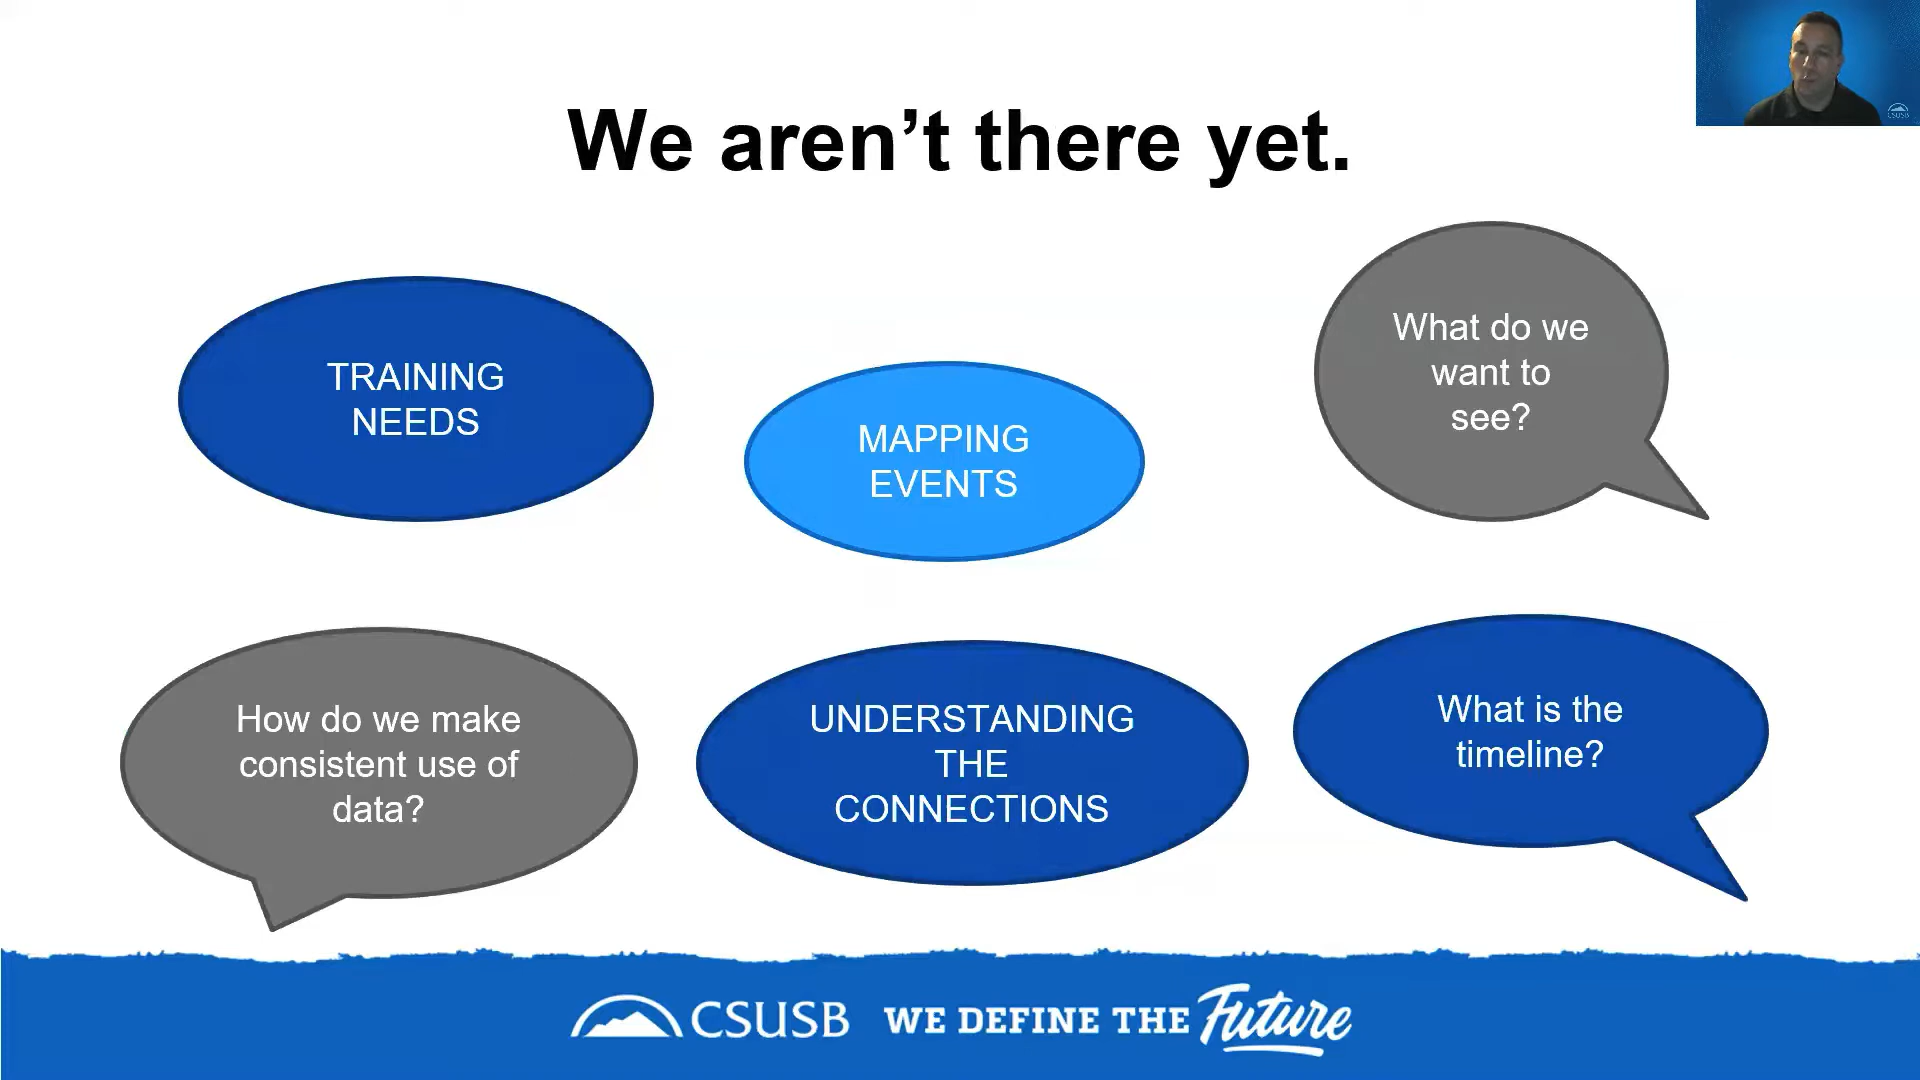 We aren’t there yet.
TRAINING
NEEDS
MAPPING
EVENTS
What do we
want to
see?
How do we make
consistent use of
data?
UNDERSTANDING
THE
CONNECTIONS
What is the
timeline?
CSUSB WE DEFINE THE Future
CSUSB